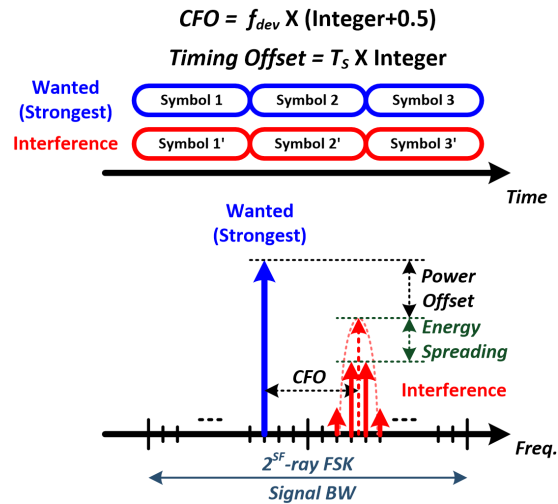 CFO = f_dev X (Integer+0.5)
Timing Offset = T_S X Integer
Wanted
(Strongest)
Symbol 1 Symbol 2 Symbol 3
Interference
Symbol 1' Symbol 2' Symbol 3'
Time
Wanted
(Strongest)
Power
Offset
Energy
Spreading
CFO
Interference
Freq.
2^SF-ray FSK
Signal BW